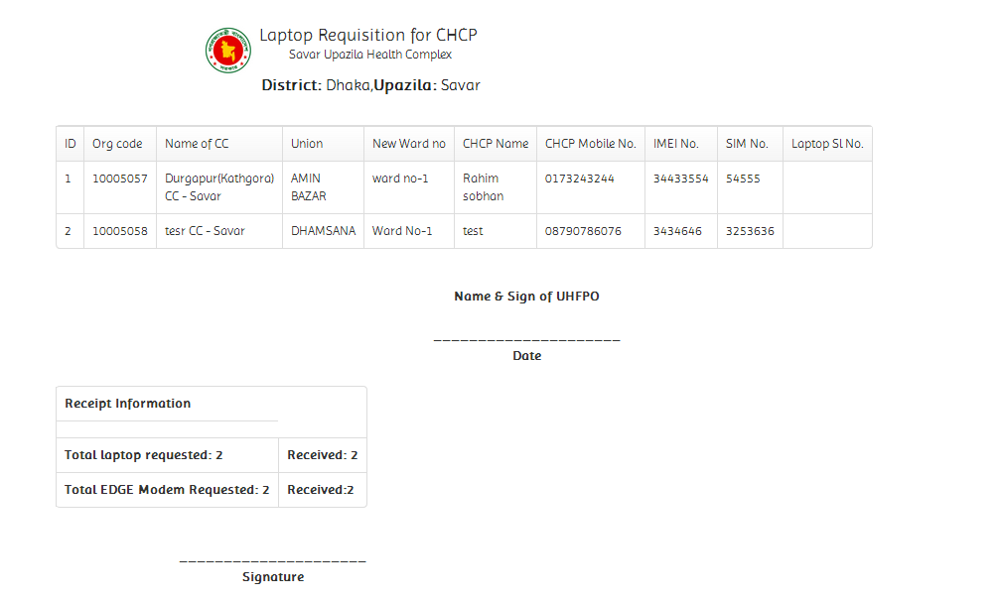 Laptop Requisition for CHCP
Savar Upazila Health Complex
District: Dhaka,Upazila: Savar
ID Org code Name of CC Union New Ward no CHCP Name CHCP Mobile No. IMEI No. SIM No. Laptop Sl No.
1 10005057 Durgapur(Kathgora) CC - Savar AMIN BAZAR ward no-1 Rahim sobhan 0173243244 34433554 54555
2 10005058 tesr CC - Savar DHAMSANA Ward No-1 test 08790786076 3434646 3253636
Name & Sign of UHFPO
_____________________
Date
Receipt Information
Total laptop requested: 2 Received: 2
Total EDGE Modem Requested: 2 Received:2
_____________________
Signature